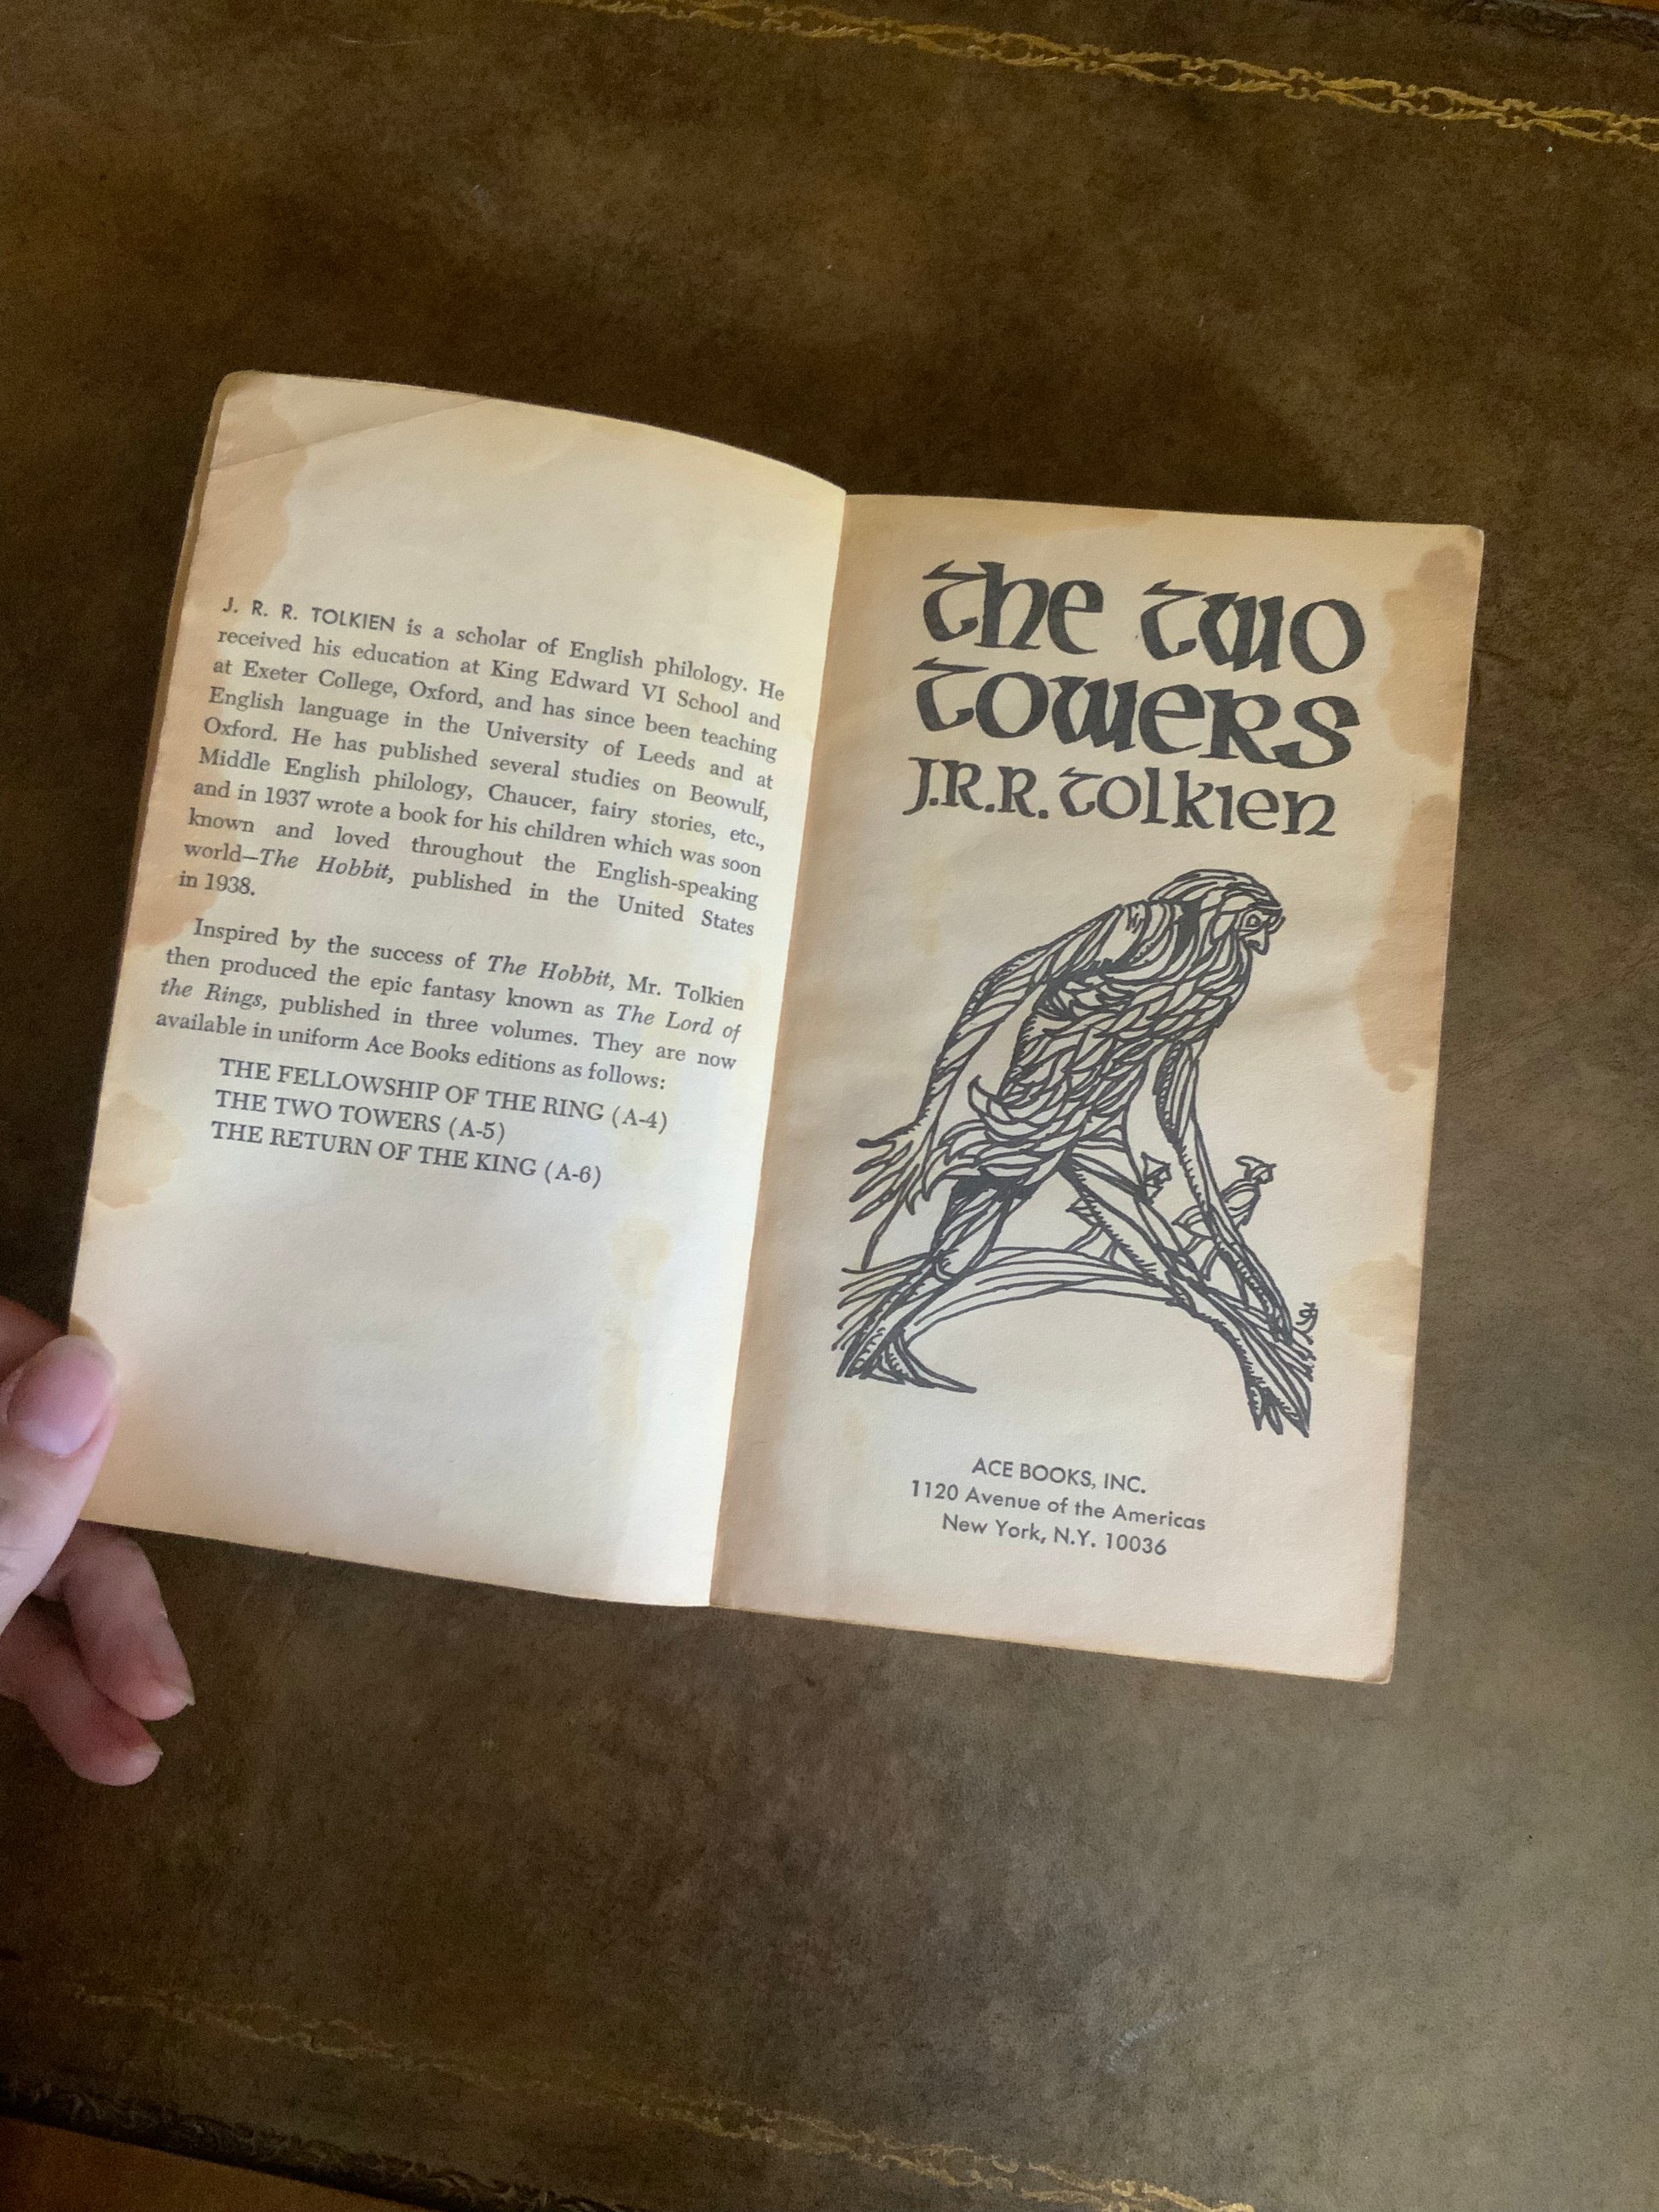 J. R. R. TOLKIEN is a scholar of English philology. He
received his education at King Edward VI School and
at Exeter College, Oxford, and has since been teaching
English language in the University of Leeds and at
Oxford. He has published several studies on Beowulf,
Middle English philology, Chaucer, fairy stories, etc.,
and in 1937 wrote a book for his children which was soon
known and loved throughout the English-speaking
world—The Hobbit, published in the United States
in 1938.
Inspired by the success of The Hobbit, Mr. Tolkien
then produced the epic fantasy known as The Lord of
the Rings, published in three volumes. They are now
available in uniform Ace Books editions as follows:
THE FELLOWSHIP OF THE RING (A-4)
THE TWO TOWERS (A-5)
THE RETURN OF THE KING (A-6)
the two
towers
J.R.R. tolkien
ACE BOOKS, INC.
1120 Avenue of the Americas
New York, N.Y. 10036